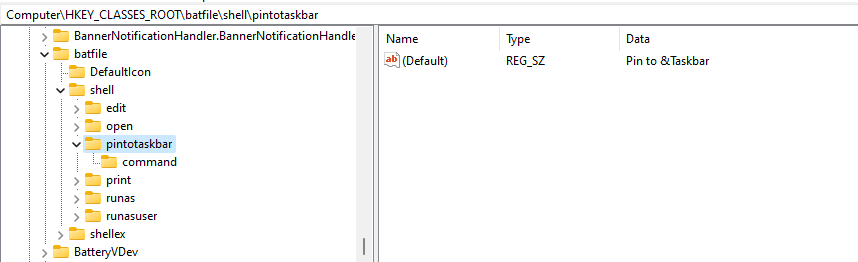 Computer\HKEY_CLASSES_ROOT\batfile\shell\pintotaskbar
BannerNotificationHandler.BannerNotificationHandle
batfile
DefaultIcon
shell
edit
open
pintotaskbar
command
print
runas
runasuser
shellex
BatteryVDev
Name Type Data
ab (Default) REG_SZ Pin to &Taskbar